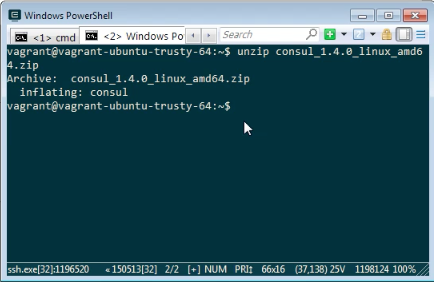 Windows PowerShell
<1> cmd <2> Windows Po
vagrant@vagrant-ubuntu-trusty-64:~$ unzip consul_1.4.0_linux_amd6
4.zip
Archive:  consul_1.4.0_linux_amd64.zip
  inflating: consul
vagrant@vagrant-ubuntu-trusty-64:~$
ssh.exe[32]:1196520 « 150513[32] 2/2 [+] NUM PRI‡ 66x16 (37,138) 25V 1198124 100%